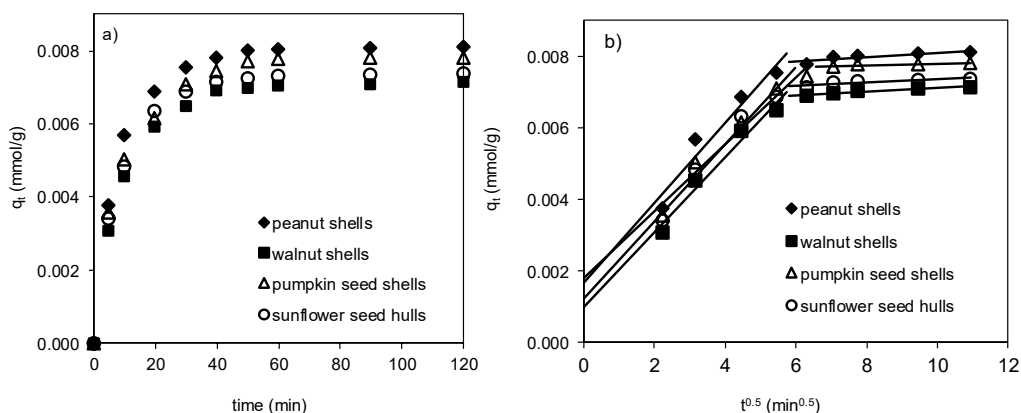 a)
0.008
0.006
0.004
0.002
0.000
qt (mmol/g)
peanut shells
walnut shells
pumpkin seed shells
sunflower seed hulls
0 20 40 60 80 100 120
time (min)
b)
0.008
0.006
0.004
0.002
0.000
qt (mmol/g)
peanut shells
walnut shells
pumpkin seed shells
sunflower seed hulls
0 2 4 6 8 10 12
t0.5 (min0.5)